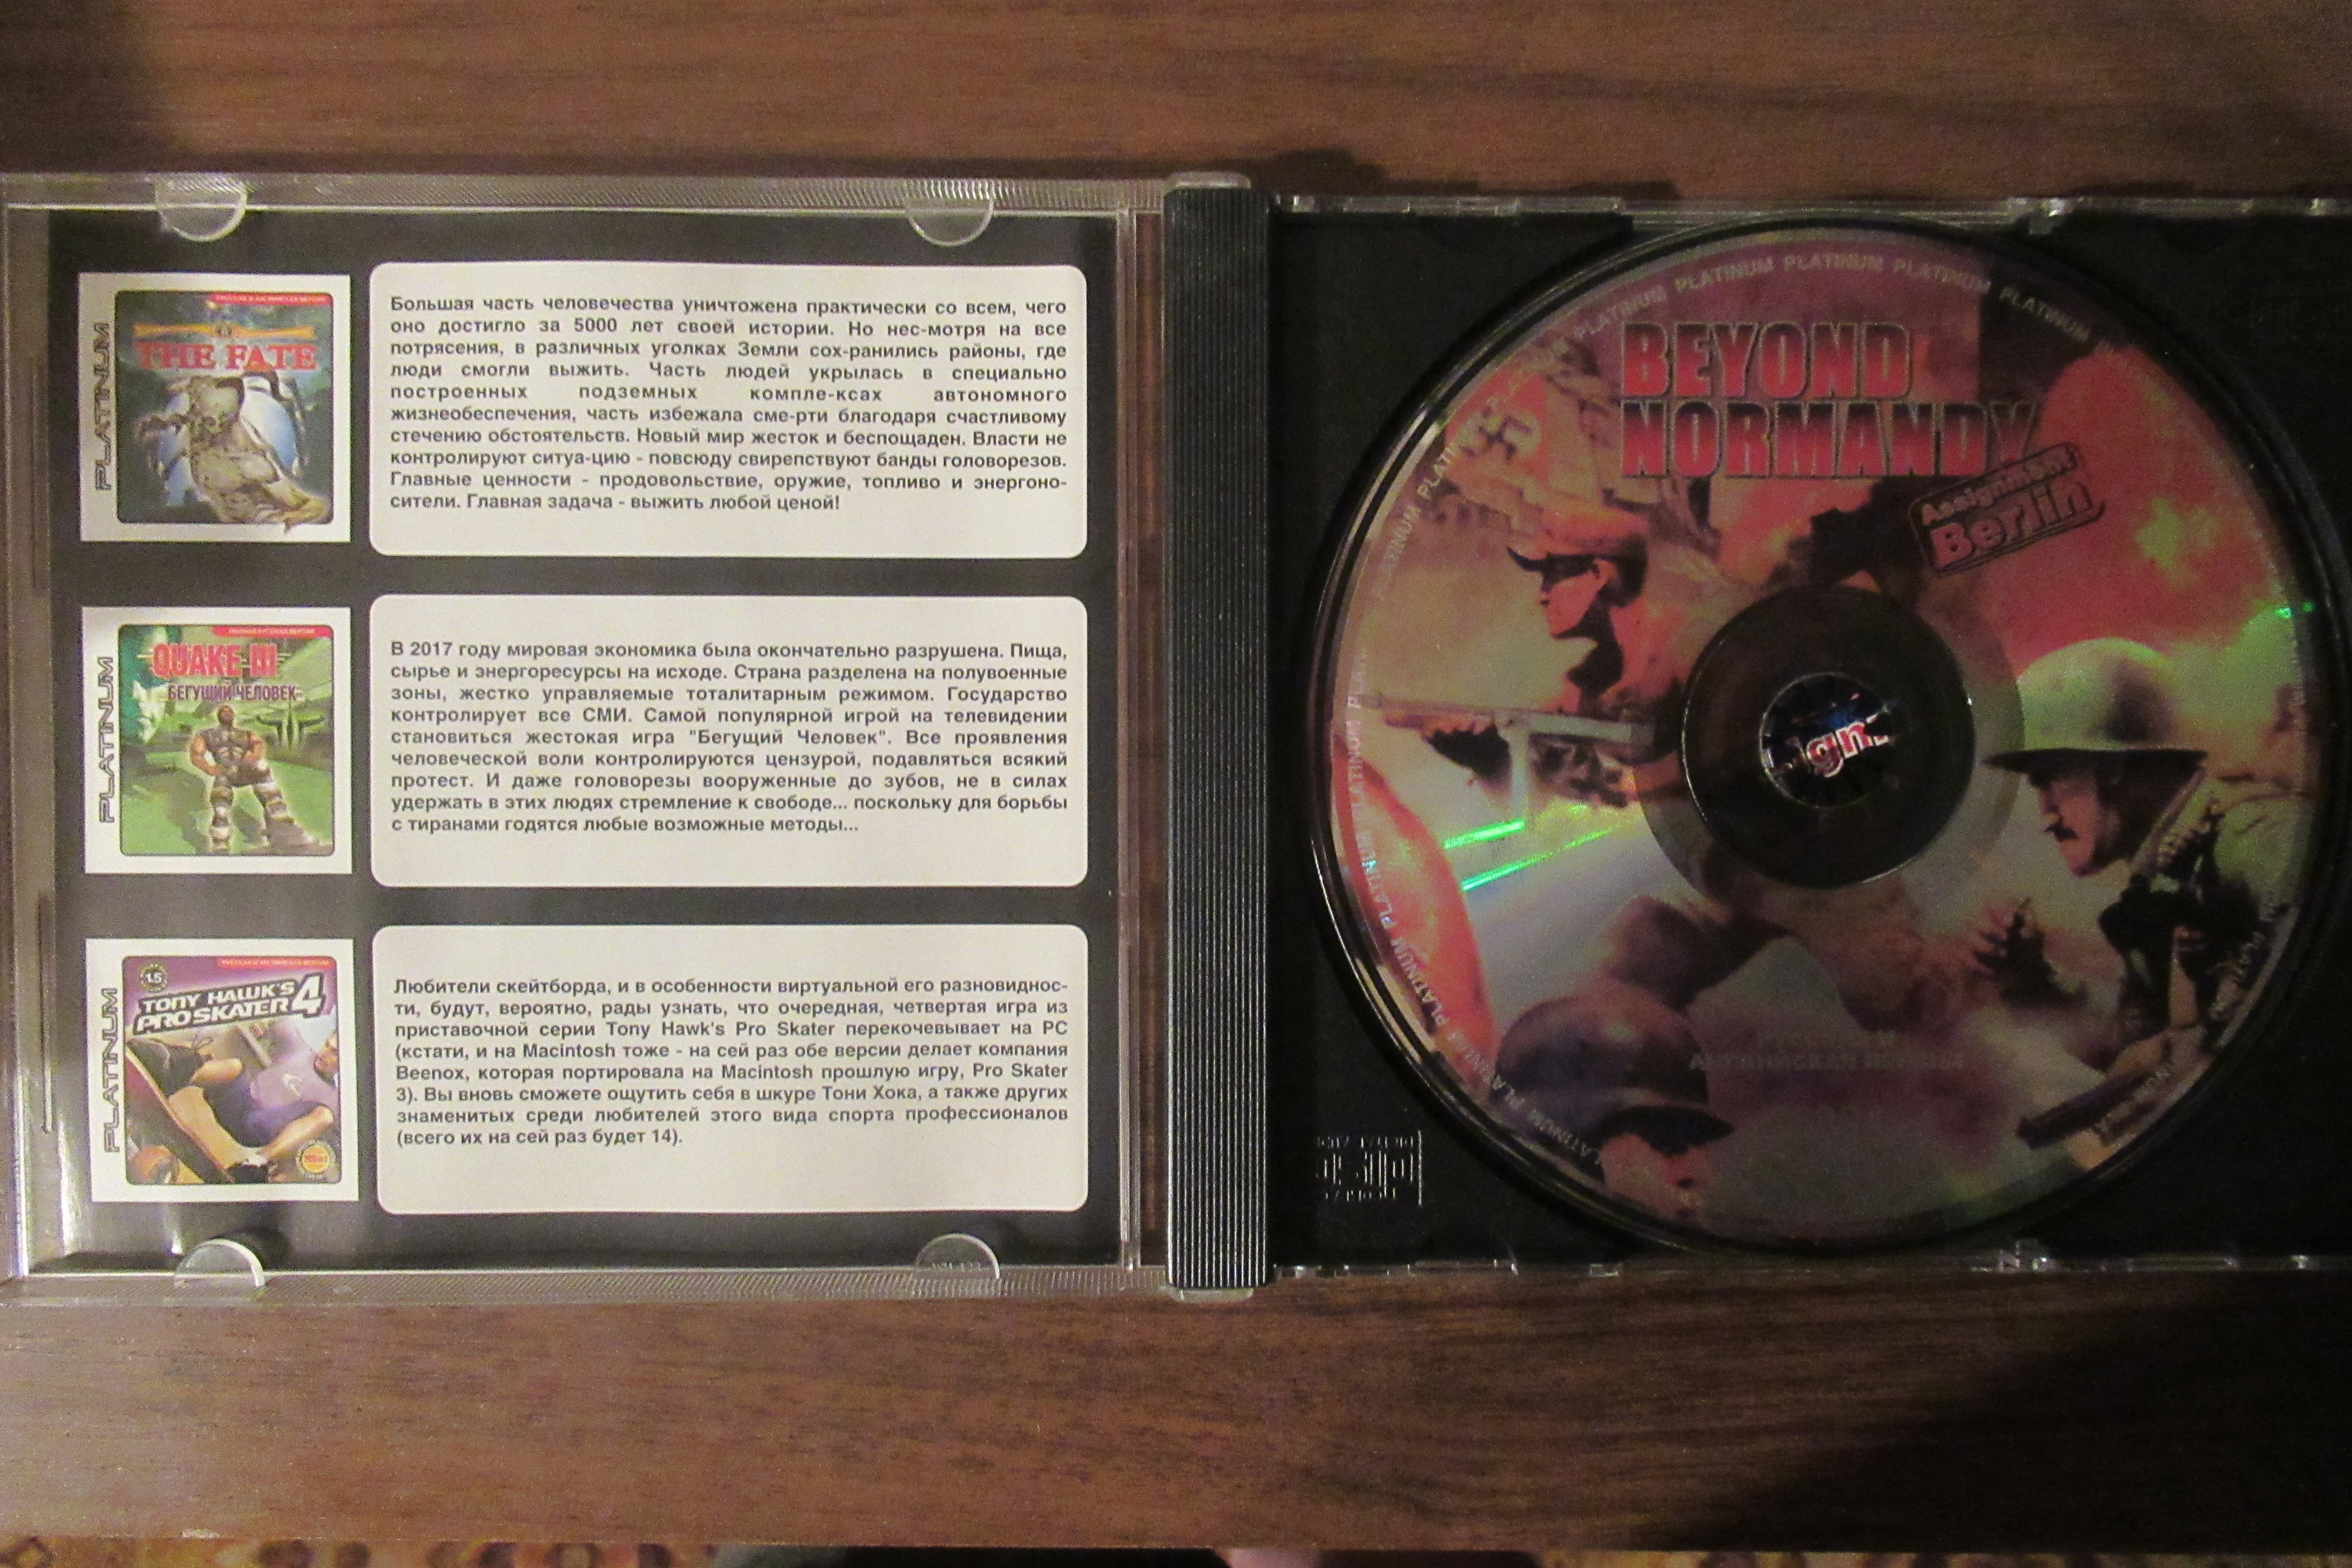 PLATINUM
РУССКАЯ И АНГЛИЙСКАЯ ВЕРСИИ
THE FATE
Большая часть человечества уничтожена практически со всем, чего
оно достигло за 5000 лет своей истории. Но нес-мотря на все
потрясения, в различных уголках Земли сох-ранились районы, где
люди смогли выжить. Часть людей укрылась в специально
построенных подземных компле-ксах автономного
жизнеобеспечения, часть избежала сме-рти благодаря счастливому
стечению обстоятельств. Новый мир жесток и беспощаден. Власти не
контролируют ситуа-цию - повсюду свирепствуют банды головорезов.
Главные ценности - продовольствие, оружие, топливо и энергоно-
сители. Главная задача - выжить любой ценой!
PLATINUM
ПОЛНАЯ РУССКАЯ ВЕРСИЯ
QUAKE III
БЕГУЩИЙ ЧЕЛОВЕК
В 2017 году мировая экономика была окончательно разрушена. Пища,
сырье и энергоресурсы на исходе. Страна разделена на полувоенные
зоны, жестко управляемые тоталитарным режимом. Государство
контролирует все СМИ. Самой популярной игрой на телевидении
становиться жестокая игра "Бегущий Человек". Все проявления
человеческой воли контролируются цензурой, подавляться всякий
протест. И даже головорезы вооруженные до зубов, не в силах
удержать в этих людях стремление к свободе... поскольку для борьбы
с тиранами годятся любые возможные методы...
PLATINUM
РУССКАЯ И АНГЛИЙСКАЯ ВЕРСИИ
15
TONY HAWK'S
PRO SKATER 4
Любители скейтборда, и в особенности виртуальной его разновиднос-
ти, будут, вероятно, рады узнать, что очередная, четвертая игра из
приставочной серии Tony Hawk's Pro Skater перекочевывает на PC
(кстати, и на Macintosh тоже - на сей раз обе версии делает компания
Beenox, которая портировала на Macintosh прошлую игру, Pro Skater
3). Вы вновь сможете ощутить себя в шкуре Тони Хока, а также других
знаменитых среди любителей этого вида спорта профессионалов
(всего их на сей раз будет 14).
PLATINUM PLATINUM PLATINUM PLATINUM PLATINUM
BEYOND
NORMANDY
Assignment
Berlin